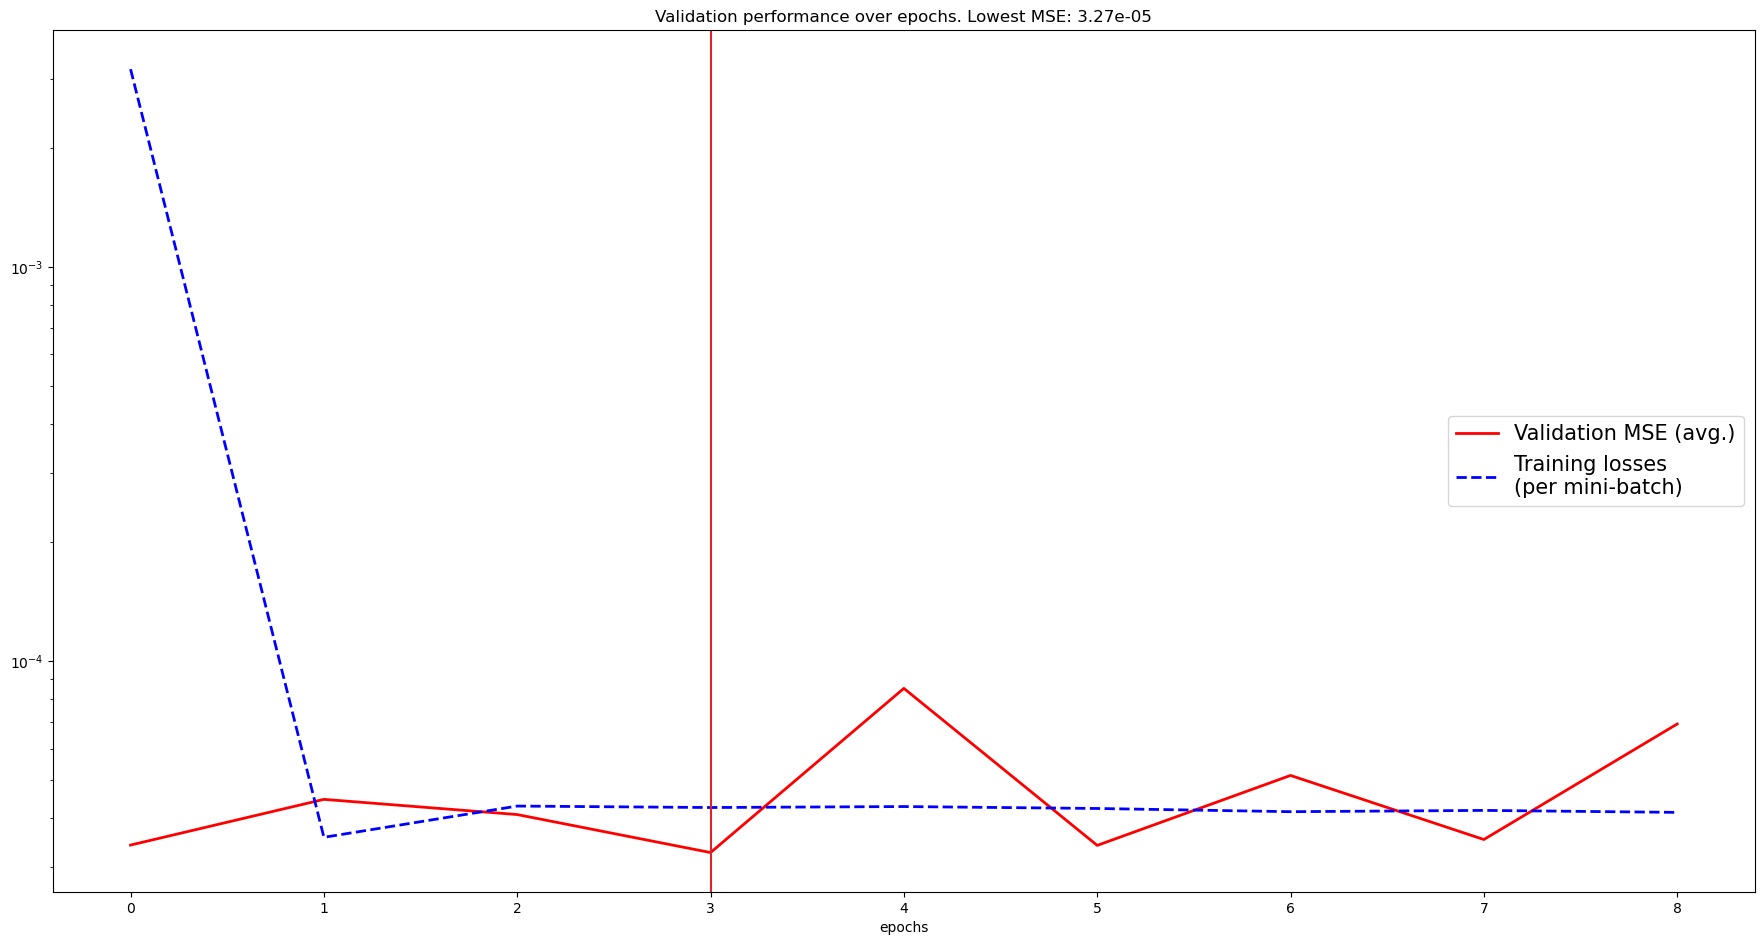 Validation performance over epochs. Lowest MSE: 3.27e-05
10⁻³
10⁻⁴
Validation MSE (avg.)
Training losses
(per mini-batch)
0 1 2 3 4 5 6 7 8
epochs